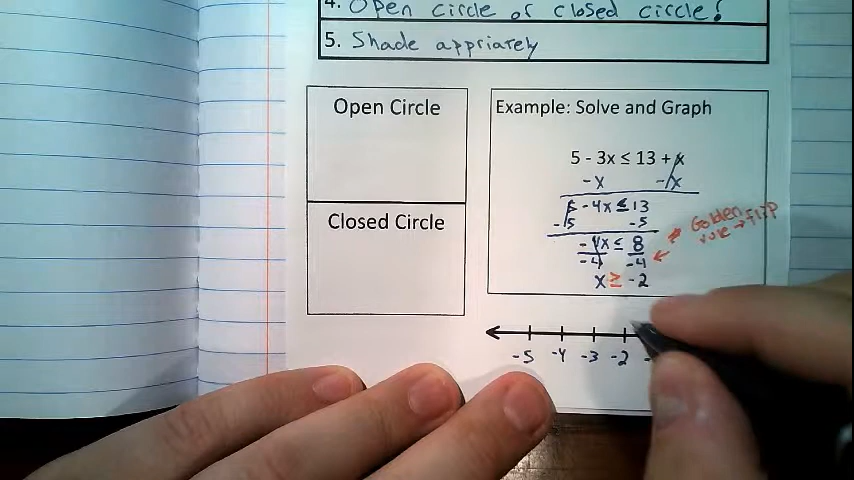 4. Open circle or closed circle?
5. Shade appriately
Open Circle
Closed Circle
Example: Solve and Graph
5 - 3x ≤ 13 + x
- x - x
5 - 4x ≤ 13
- 5 - 5
- 4x ≤ 8
- 4 - 4
x ≥ - 2
Golden
rule → flip
-5 -4 -3 -2 -